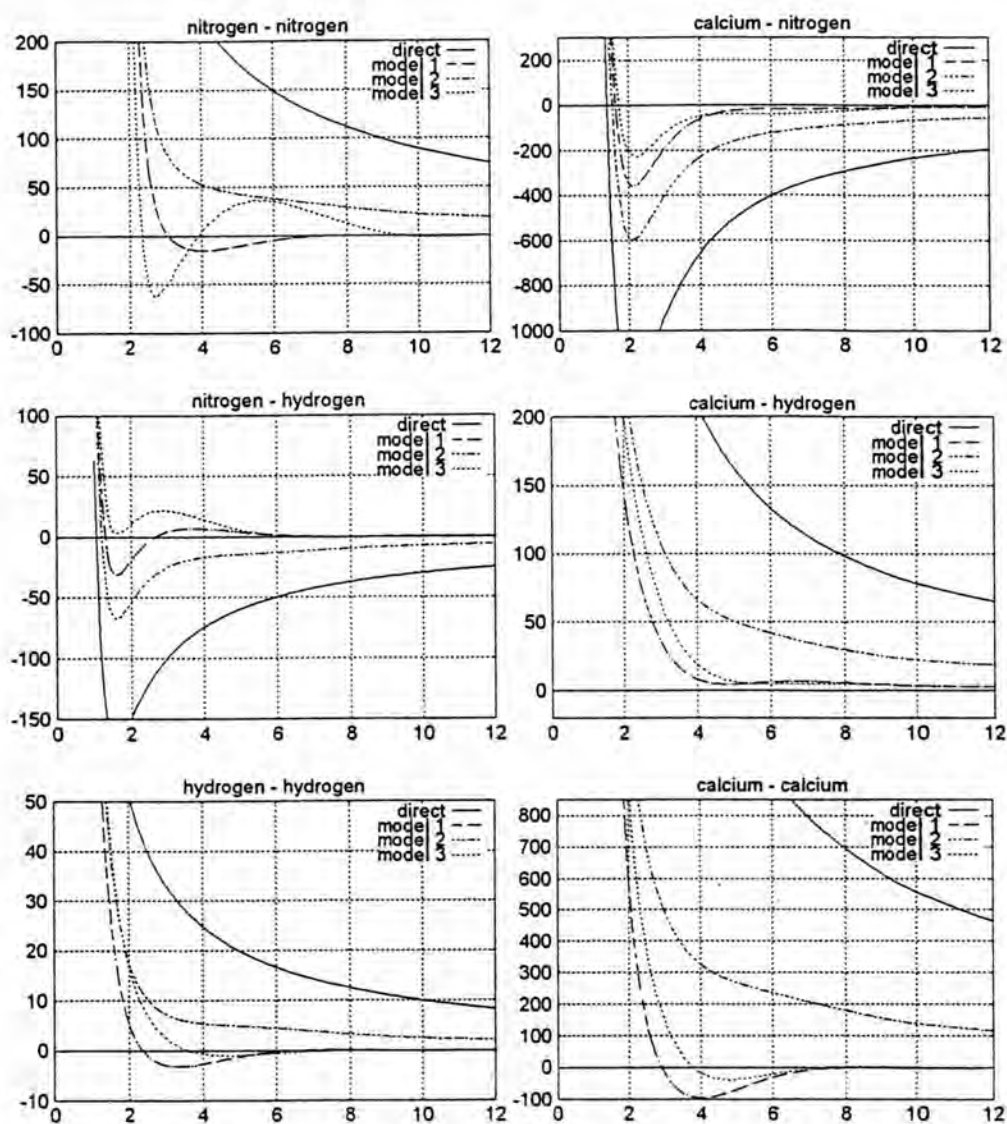 nitrogen - nitrogen
200
150
100
50
0
-50
-100
0 2 4 6 8 10 12
direct
model 1
model 2
model 3
calcium - nitrogen
200
0
-200
-400
-600
-800
1000
0 2 4 6 8 10 12
direct
model 1
model 2
model 3
nitrogen - hydrogen
100
50
0
-50
-100
-150
0 2 4 6 8 10 12
direct
model 1
model 2
model 3
calcium - hydrogen
200
150
100
50
0
0 2 4 6 8 10 12
direct
model 1
model 2
model 3
hydrogen - hydrogen
50
40
30
20
10
0
-10
0 2 4 6 8 10 12
direct
model 1
model 2
model 3
calcium - calcium
800
700
600
500
400
300
200
100
0
-100
0 2 4 6 8 10 12
direct
model 1
model 2
model 3